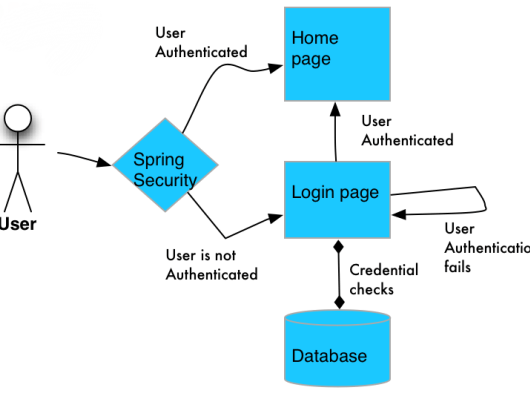 User
Authenticated
Home
page
User
Authenticated
Spring
Security
Login page
User
User is not
Authenticated
User
Authenticatio
fails
Credential
checks
Database